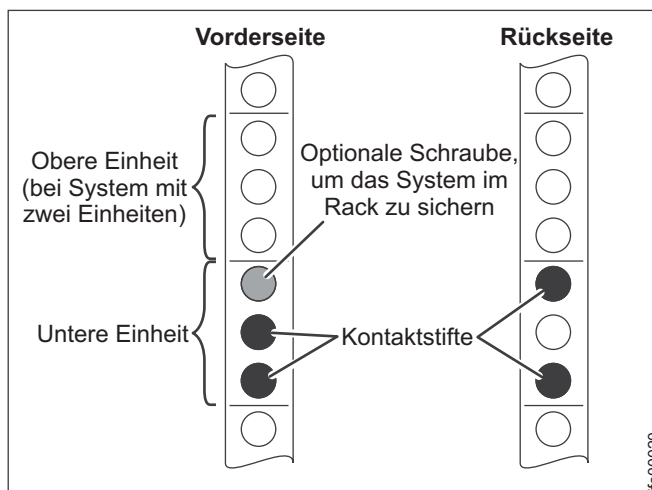 Vorderseite
Rückseite
Obere Einheit
(bei System mit
zwei Einheiten)
Optionale Schraube,
um das System im
Rack zu sichern
Untere Einheit
Kontaktstifte